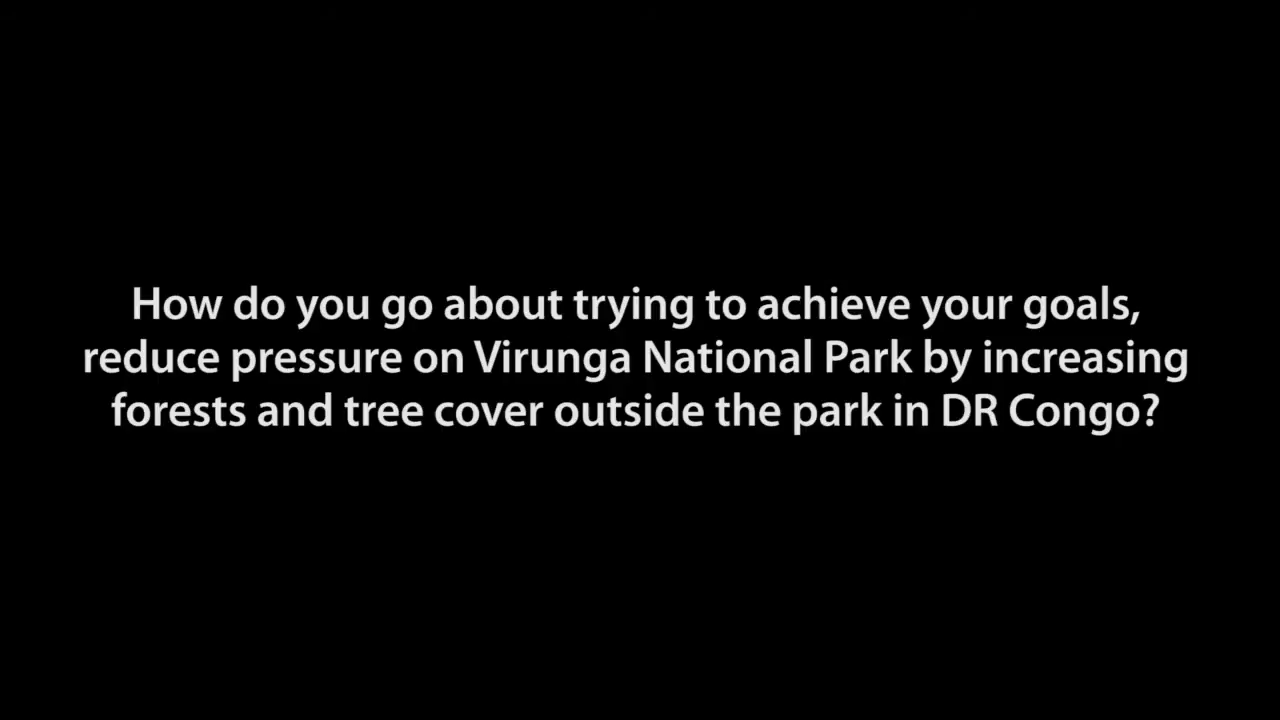 How do you go about trying to achieve your goals,
reduce pressure on Virunga National Park by increasing
forests and tree cover outside the park in DR Congo?